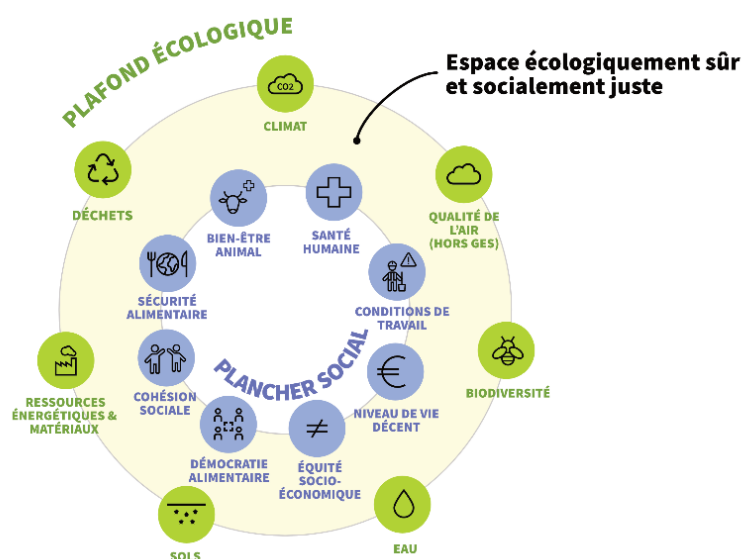 PLAFOND ÉCOLOGIQUE
Espace écologiquement sûr
et socialement juste
CO2
CLIMAT
DÉCHETS
QUALITÉ DE
L'AIR
(HORS GES)
BIEN-ÊTRE
ANIMAL
SANTÉ
HUMAINE
SÉCURITÉ
ALIMENTAIRE
CONDITIONS DE
TRAVAIL
PLANCHER SOCIAL
COHÉSION
SOCIALE
NIVEAU DE VIE
DÉCENT
BIODIVERSITÉ
RESSOURCES
ÉNERGÉTIQUES &
MATÉRIAUX
DÉMOCRATIE
ALIMENTAIRE
ÉQUITÉ
SOCIO-
ÉCONOMIQUE
SOLS
EAU